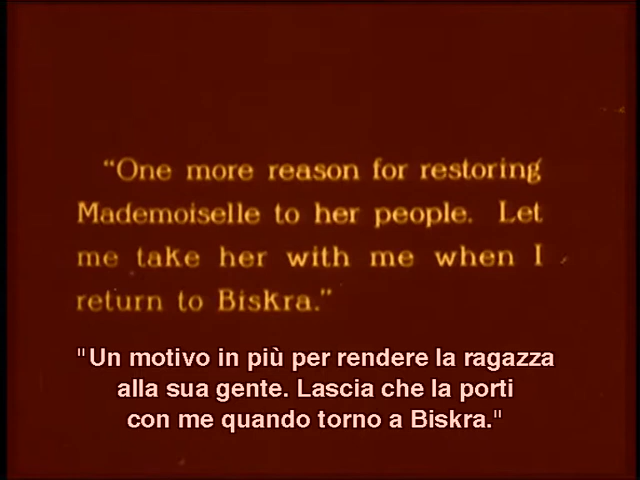 “One more reason for restoring
Mademoiselle to her people. Let
me take her with me when I
return to Biskra.”
"Un motivo in più per rendere la ragazza
alla sua gente. Lascia che la porti
con me quando torno a Biskra."